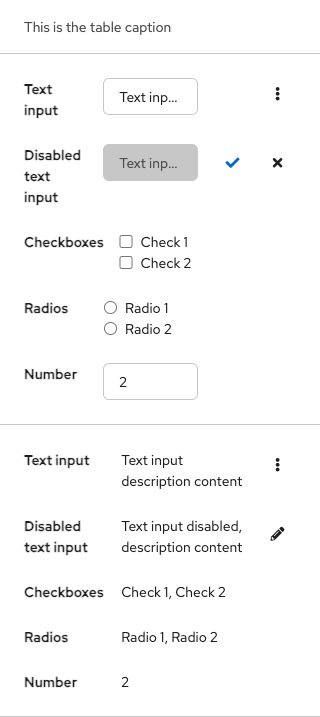 This is the table caption
Text
input
Text inp...
Disabled
text
input
Text inp...
Checkboxes
Check 1
Check 2
Radios
Radio 1
Radio 2
Number
2
Text input
Text input
description content
Disabled
text input
Text input disabled,
description content
Checkboxes
Check 1, Check 2
Radios
Radio 1, Radio 2
Number
2